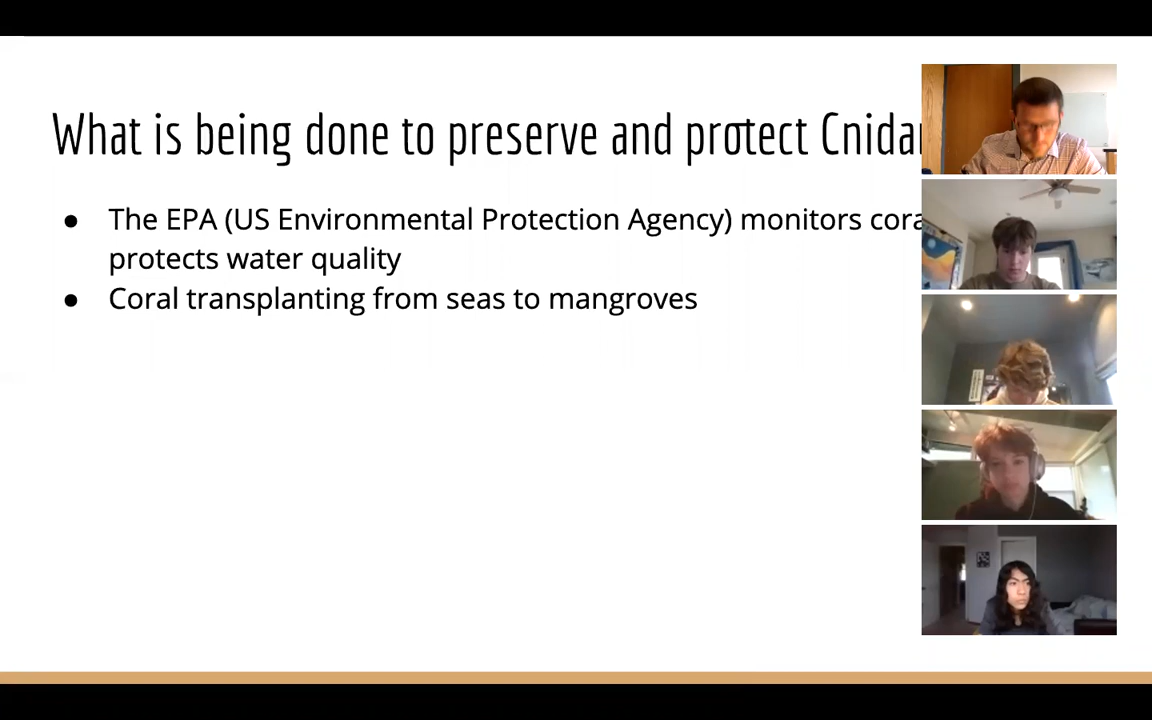 What is being done to preserve and protect Cnidar
● The EPA (US Environmental Protection Agency) monitors cora
protects water quality
● Coral transplanting from seas to mangroves